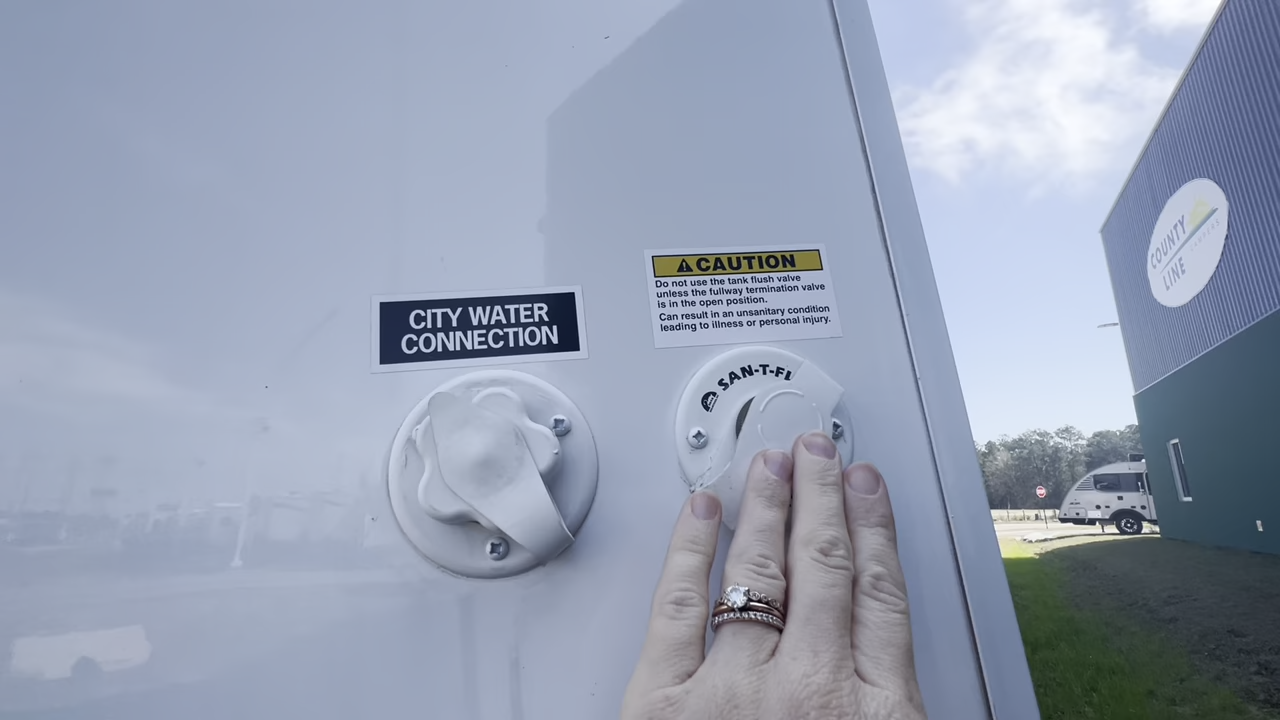 CITY WATER
CONNECTION
CAUTION
Do not use the tank flush valve
unless the fullway termination valve
is in the open position.
Can result in an unsanitary condition
leading to illness or personal injury.
SAN-T-FL
COUNTY
LINE